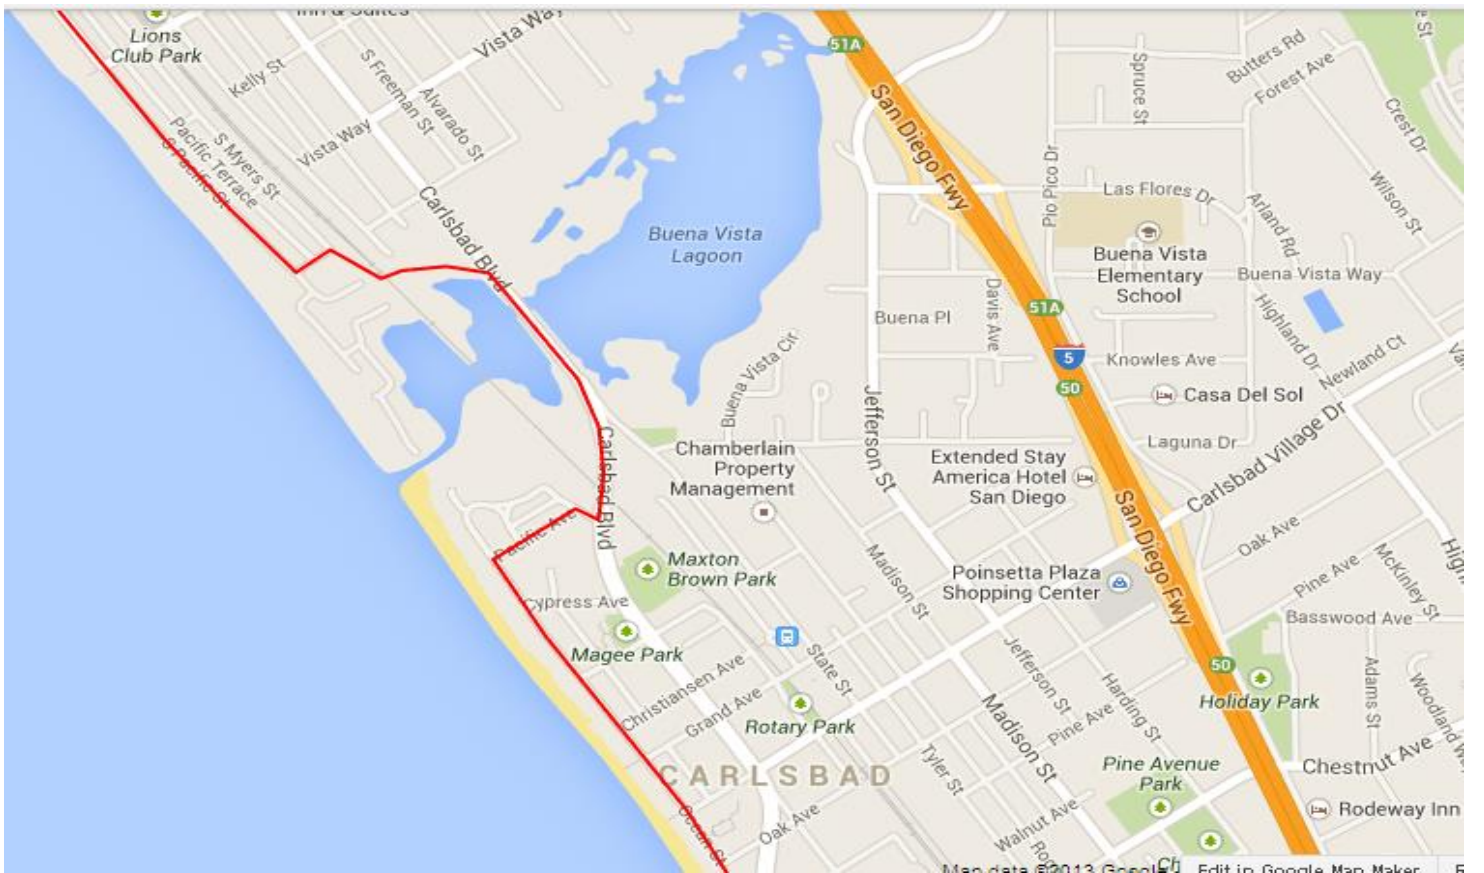 Inn & Suites
Lions
Club Park
Vista Way
51A
Butters Rd
Forest Ave
Spruce St
Kelly St
S Freeman St
Alvarado St
San Diego Fwy
Crest Dr
Vista Way
S Myers St
Pacific Terrace
S Pacific St
Pio Pico Dr
Las Flores Dr
Wilson St
Arland Rd
Carlsbad Blvd
Buena Vista
Lagoon
Buena Vista
Elementary
School
Buena Vista Way
Davis Ave
51A
Buena Pl
Highland Dr
Buena Vista Cir
5
Knowles Ave
Newland Ct
50
Casa Del Sol
Jefferson St
Carlsbad Blvd
Chamberlain
Property
Management
Extended Stay
America Hotel
San Diego
Laguna Dr
Carlsbad Village Dr
San Diego Fwy
Pacific Ave
Oak Ave
Maxton
Brown Park
Madison St
Poinsetta Plaza
Shopping Center
Pine Ave
McKinley St
Cypress Ave
Basswood Ave
Magee Park
State St
Jefferson St
Harding St
50
Adams St
Christiansen Ave
Grand Ave
Rotary Park
Madison St
Pine Ave
Holiday Park
CARLSBAD
Tyler St
Pine Avenue
Park
Chestnut Ave
Ocean St
Oak Ave
Walnut Ave
Rodeway Inn
Map data ©2013 Google
Edit in Google Map Maker